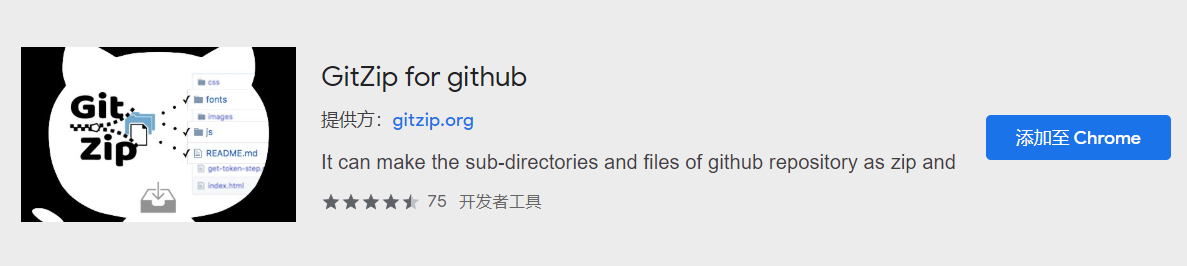 Git
Zip
css
fonts
images
js
README.md
get-token-step.
index.html
GitZip for github
提供方：gitzip.org
It can make the sub-directories and files of github repository as zip and
75 开发者工具
添加至 Chrome